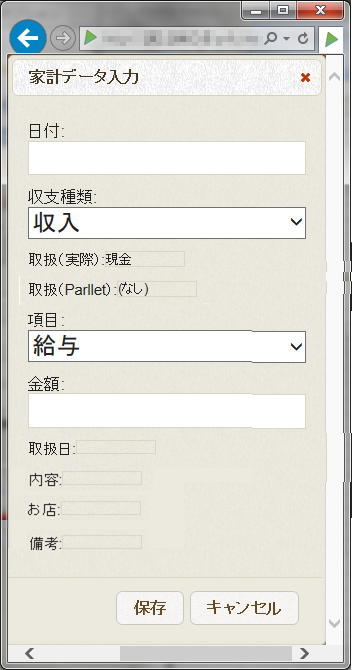 家計データ入力
日付:
収支種類:
収入
取扱(実際):現金
取扱(Parllet):(なし)
項目:
給与
金額:
取扱日:
内容:
お店:
備考:
保存
キャンセル